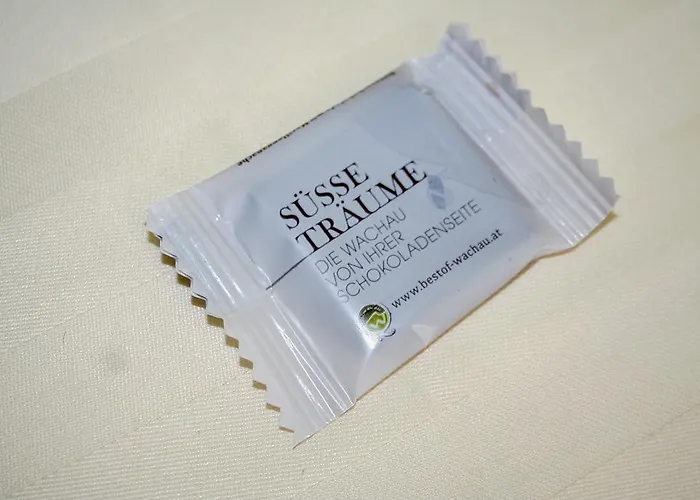 SÜSSE
TRÄUME
DIE WACHAU
VON IHRER
SCHOKOLADENSEITE
www.bestof-wachau.at